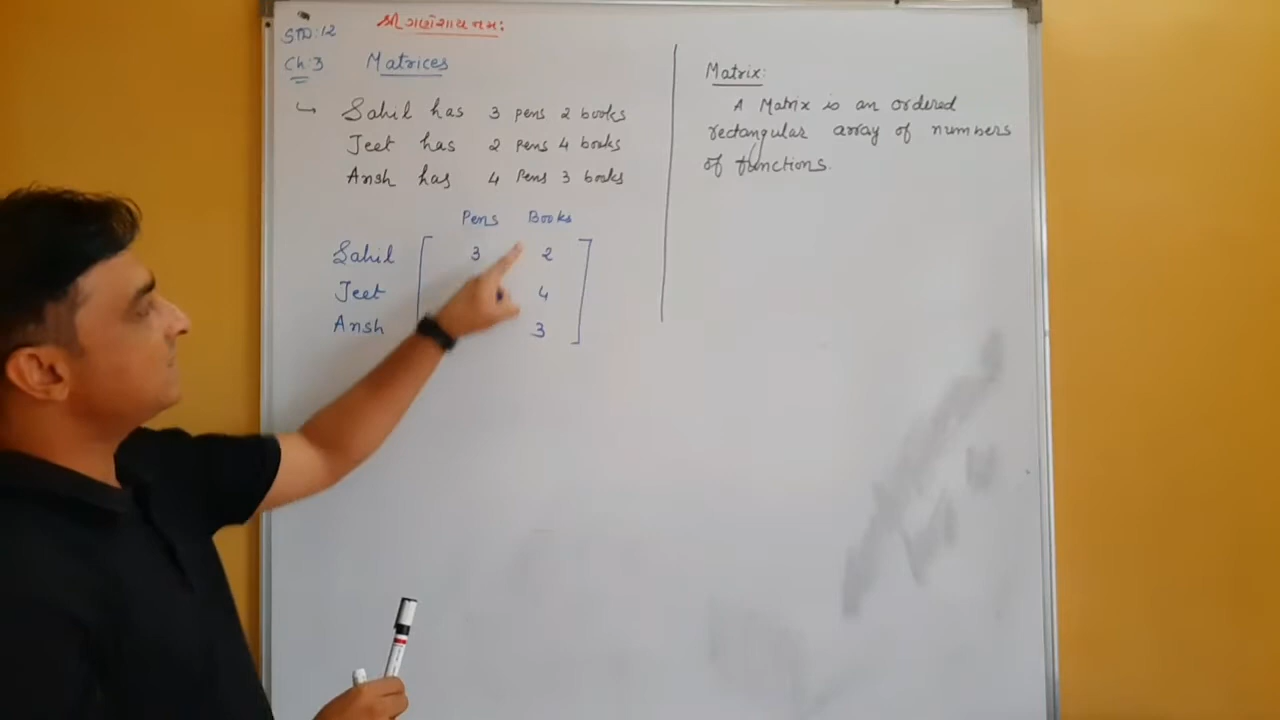 શ્રી ગણેશાય નમઃ
STD:12
Ch:3 Matrices
Sahil has 3 pens 2 books
Jeet has 2 pens 4 books
Ansh has 4 Pens 3 books
Pens Books
Sahil 3 2
Jeet 4
Ansh 3
Matrix:
A Matrix is an ordered
rectangular array of numbers
of functions.